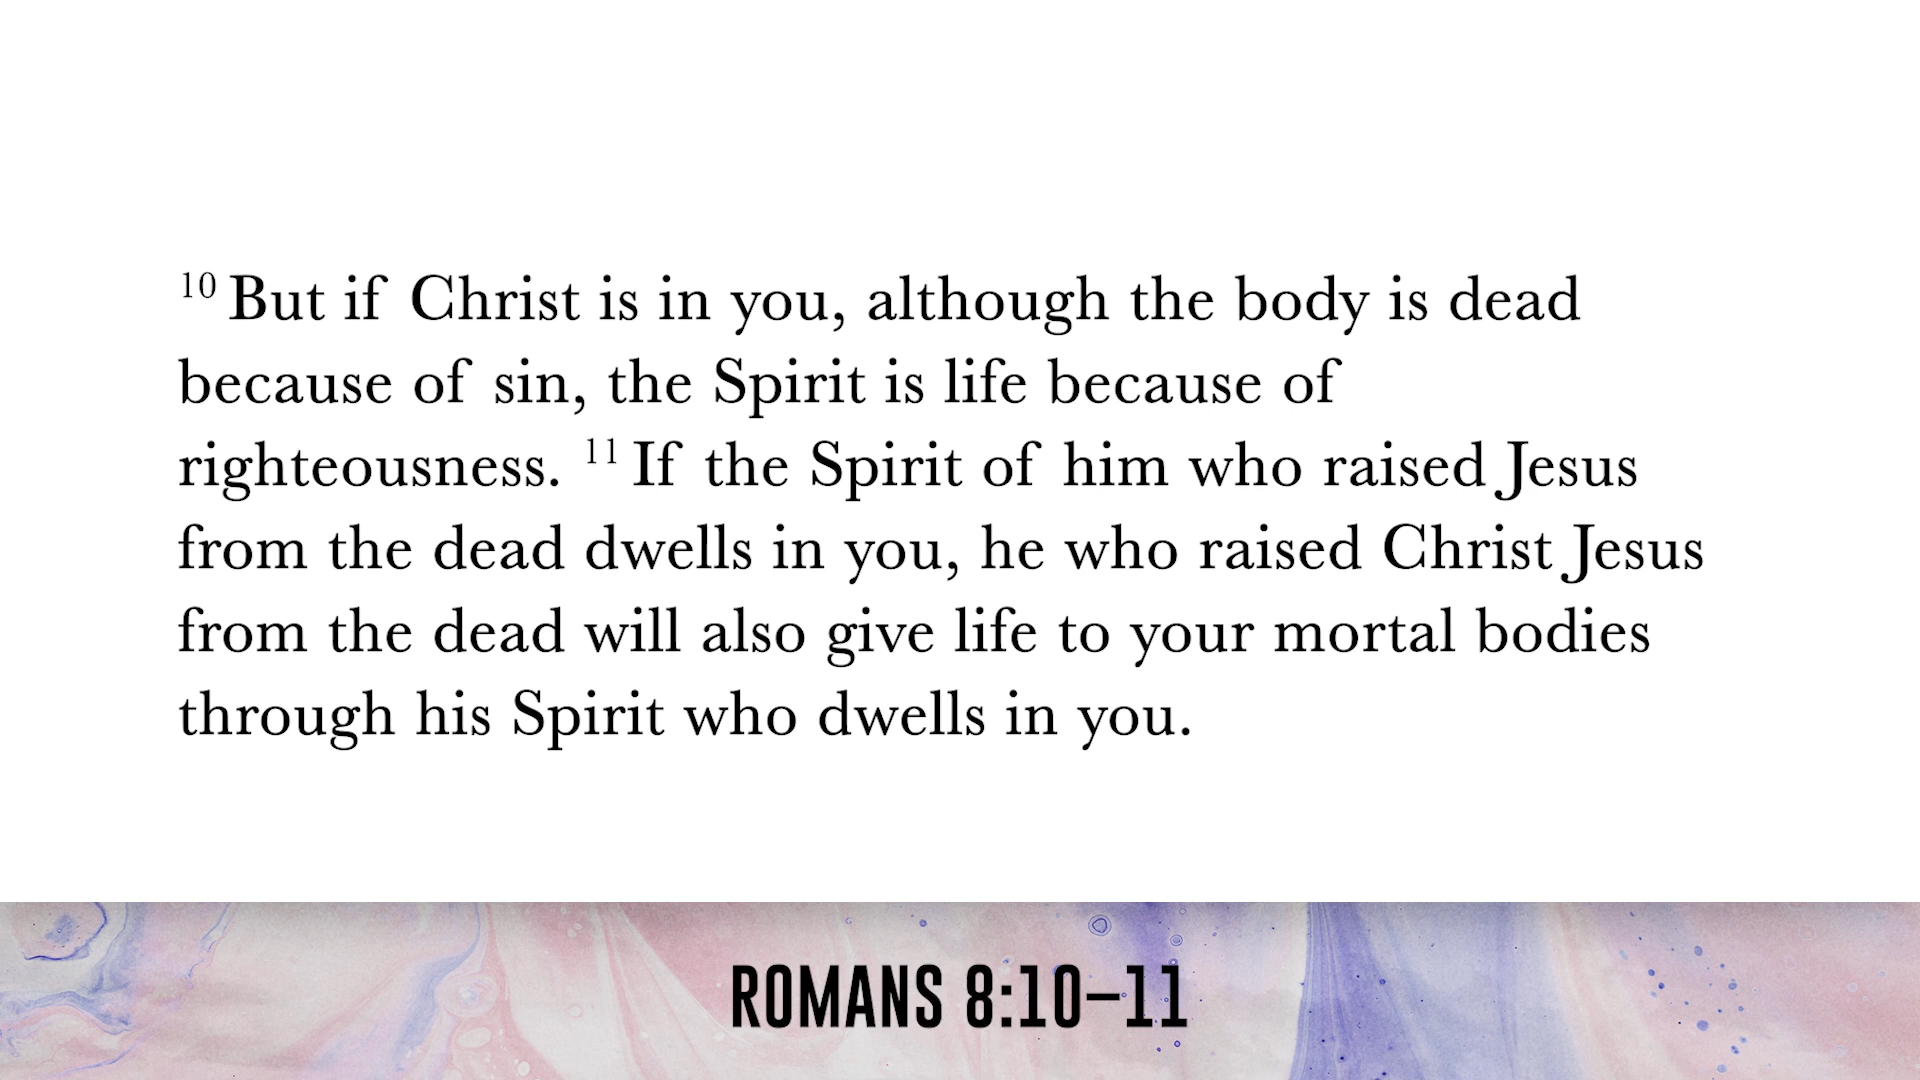 10 But if Christ is in you, although the body is dead
because of sin, the Spirit is life because of
righteousness. 11 If the Spirit of him who raised Jesus
from the dead dwells in you, he who raised Christ Jesus
from the dead will also give life to your mortal bodies
through his Spirit who dwells in you.
ROMANS 8:10–11